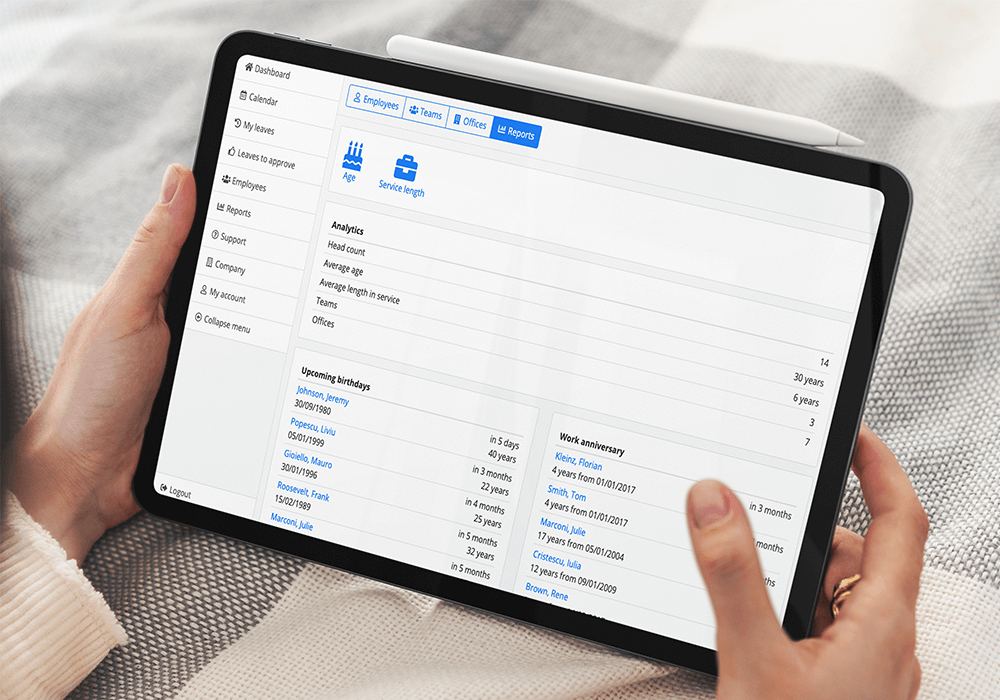 Dashboard
Calendar
My leaves
Leaves to approve
Employees
Reports
Support
Company
My account
Collapse menu
Logout
Employees
Teams
Offices
Reports
Age
Service length
Analytics
Head count 14
Average age 30 years
Average length in service 6 years
Teams 3
Offices 7
Upcoming birthdays
Johnson, Jeremy in 5 days
30/09/1980 40 years
Popescu, Liviu in 3 months
05/01/1999 22 years
Gioiello, Mauro in 4 months
30/01/1996 25 years
Roosevelt, Frank in 5 months
15/02/1989 32 years
Marconi, Julie in 5 months
Work anniversary
Kleinz, Florian in 3 months
4 years from 01/01/2017
Smith, Tom months
4 years from 01/01/2017
Marconi, Julie
17 years from 05/01/2004
Cristescu, Iulia
12 years from 09/01/2009
Brown, Rene